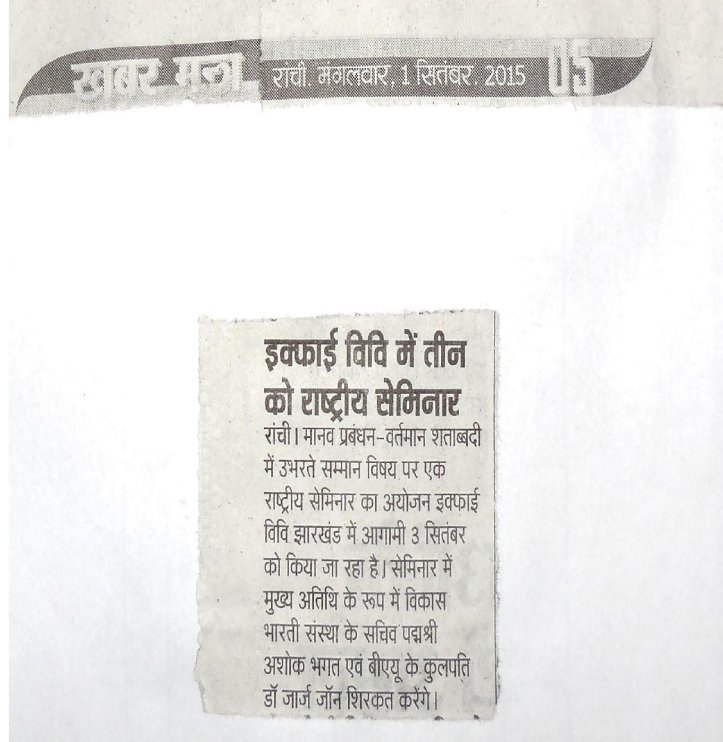 खबर मन्त्र रांची, मंगलवार, 1 सितंबर, 2015 05
इक्फाई विवि में तीन
को राष्ट्रीय सेमिनार
रांची। मानव प्रबंधन-वर्तमान शताब्बदी
में उभरते सम्मान विषय पर एक
राष्ट्रीय सेमिनार का अयोजन इक्फाई
विवि झारखंड में आगामी 3 सितंबर
को किया जा रहा है। सेमिनार में
मुख्य अतिथि के रूप में विकास
भारती संस्था के सचिव पद्मश्री
अशोक भगत एवं बीएयू के कुलपति
डॉ जार्ज जॉन शिरकत करेंगे।